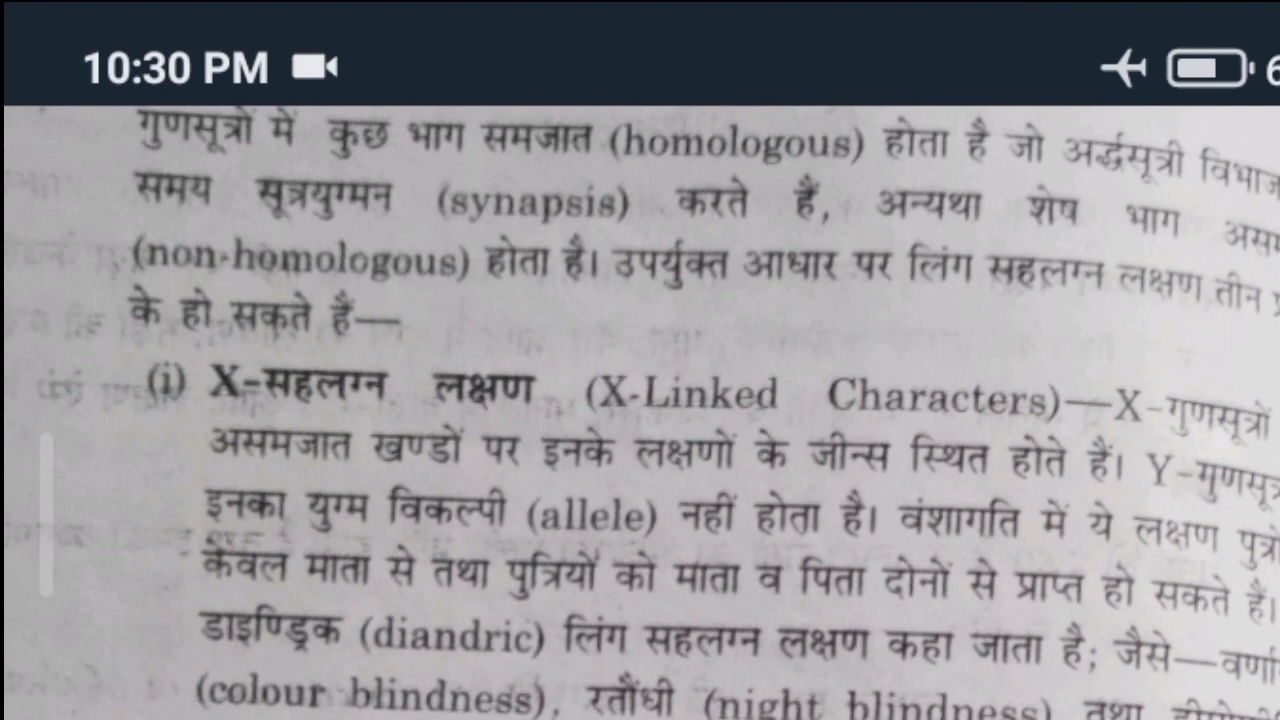 10:30 PM
गुणसूत्रों में कुछ भाग समजात (homologous) होता है जो अर्द्धसूत्री
समय सूत्रयुग्मन (synapsis) करते हैं, अन्यथा शेष भाग
(non-homologous) होता है। उपर्युक्त आधार पर लिंग सहलग्न लक्षण तीन
के हो सकते हैं—
(i) X-सहलग्न लक्षण (X-Linked Characters)—X-गुणसूत्रों
असमजात खण्डों पर इनके लक्षणों के जीन्स स्थित होते हैं।
इनका युग्म विकल्पी (allele) नहीं होता है। वंशागति में ये लक्षण
केवल माता से तथा पुत्रियों को माता व पिता दोनों से प्राप्त हो सकते हैं।
डाइण्ड्रिक (diandric) लिंग सहलग्न लक्षण कहा जाता है; जैसे—
(colour blindness), रतौंधी (night blindness) तथा